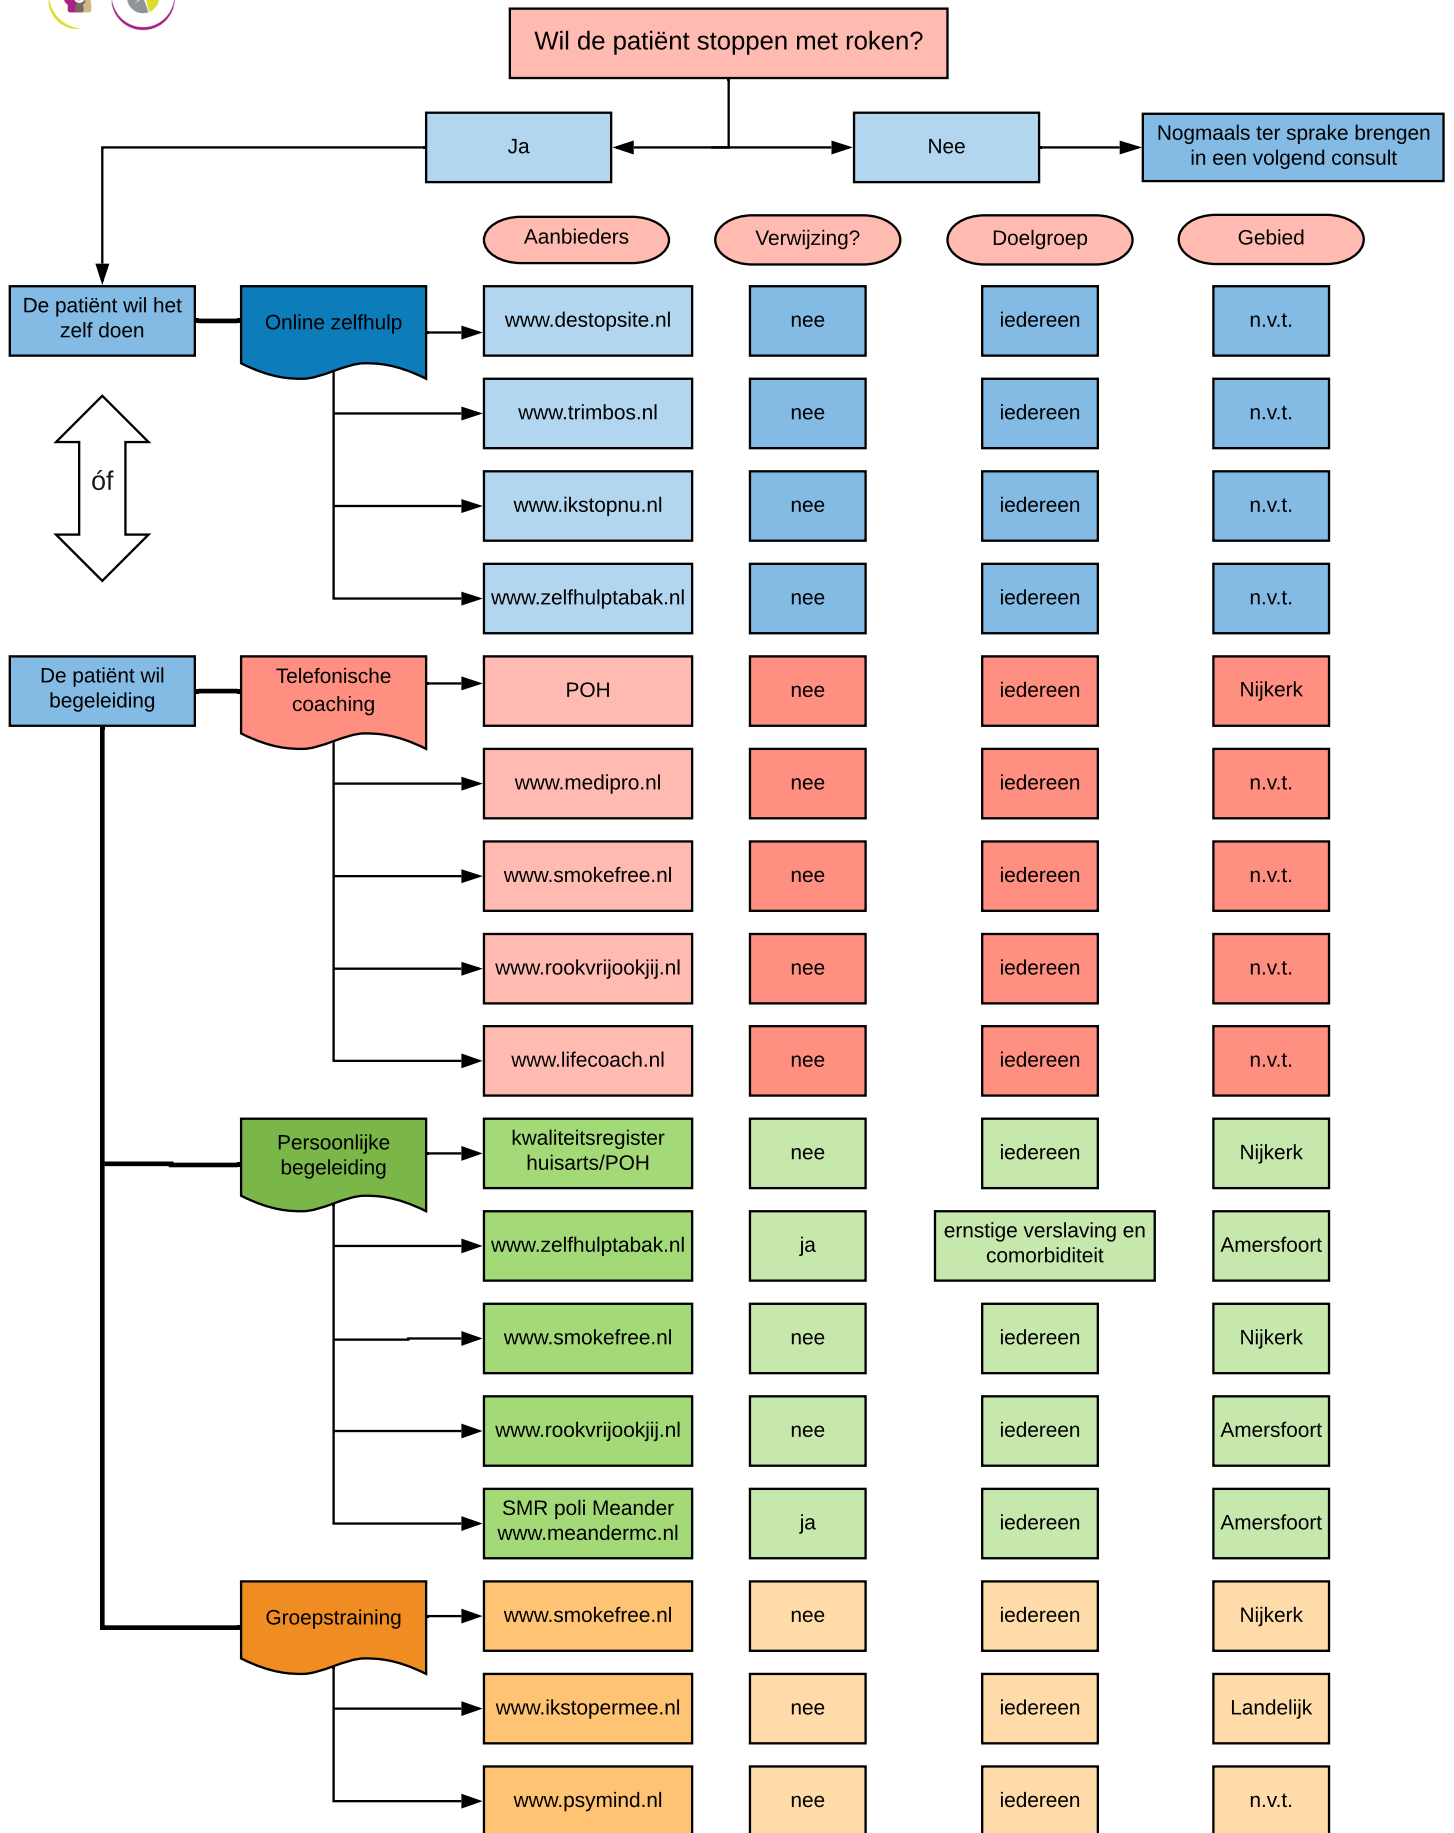 Wil de patiënt stoppen met roken?
Ja
Nee
Nogmaals ter sprake brengen
in een volgend consult
Aanbieders
Verwijzing?
Doelgroep
Gebied
De patiënt wil het
zelf doen
Online zelfhulp
www.destopsite.nl
nee
iedereen
n.v.t.
www.trimbos.nl
nee
iedereen
n.v.t.
óf
www.ikstopnu.nl
nee
iedereen
n.v.t.
www.zelfhulptabak.nl
nee
iedereen
n.v.t.
De patiënt wil
begeleiding
Telefonische
coaching
POH
nee
iedereen
Nijkerk
www.medipro.nl
nee
iedereen
n.v.t.
www.smokefree.nl
nee
iedereen
n.v.t.
www.rookvrijookjij.nl
nee
iedereen
n.v.t.
www.lifecoach.nl
nee
iedereen
n.v.t.
Persoonlijke
begeleiding
kwaliteitsregister
huisarts/POH
nee
iedereen
Nijkerk
www.zelfhulptabak.nl
ja
ernstige verslaving en
comorbiditeit
Amersfoort
www.smokefree.nl
nee
iedereen
Nijkerk
www.rookvrijookjij.nl
nee
iedereen
Amersfoort
SMR poli Meander
www.meandermc.nl
ja
iedereen
Amersfoort
Groepstraining
www.smokefree.nl
nee
iedereen
Nijkerk
www.ikstopermee.nl
nee
iedereen
Landelijk
www.psymind.nl
nee
iedereen
n.v.t.